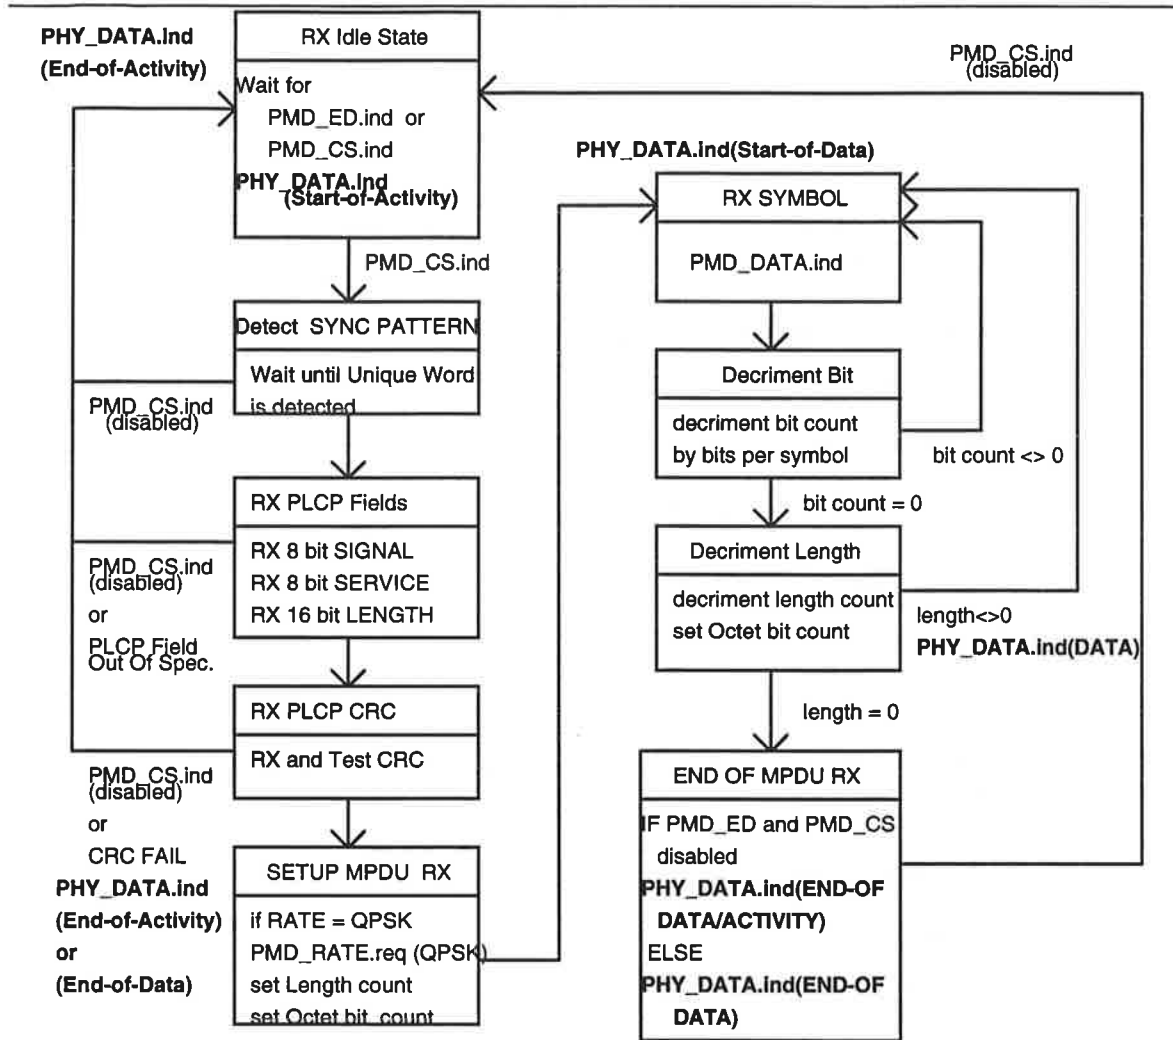 PHY_DATA.ind
(End-of-Activity)
RX Idle State
Wait for
PMD_ED.ind or
PMD_CS.ind
PHY_DATA.ind
(Start-of-Activity)
PMD_CS.ind
Detect SYNC PATTERN
Wait until Unique Word
is detected
PMD_CS.ind
(disabled)
RX PLCP Fields
RX 8 bit SIGNAL
RX 8 bit SERVICE
RX 16 bit LENGTH
PMD_CS.ind
(disabled)
or
PLCP Field
Out Of Spec.
RX PLCP CRC
RX and Test CRC
PMD_CS.ind
(disabled)
or
CRC FAIL
PHY_DATA.ind
(End-of-Activity)
or
(End-of-Data)
SETUP MPDU RX
if RATE = QPSK
PMD_RATE.req (QPSK)
set Length count
set Octet bit count
PMD_CS.ind
(disabled)
PHY_DATA.ind(Start-of-Data)
RX SYMBOL
PMD_DATA.ind
Decriment Bit
decriment bit count
by bits per symbol
bit count <> 0
bit count = 0
Decriment Length
decriment length count
set Octet bit count
length<>0
PHY_DATA.ind(DATA)
length = 0
END OF MPDU RX
IF PMD_ED and PMD_CS
disabled
PHY_DATA.ind(END-OF
DATA/ACTIVITY)
ELSE
PHY_DATA.ind(END-OF
DATA)